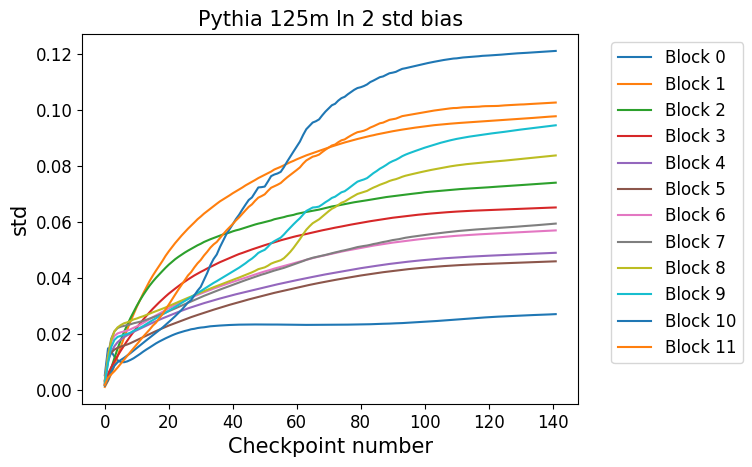 Pythia 125m ln 2 std bias
std
0.12
0.10
0.08
0.06
0.04
0.02
0.00
0 20 40 60 80 100 120 140
Checkpoint number
Block 0
Block 1
Block 2
Block 3
Block 4
Block 5
Block 6
Block 7
Block 8
Block 9
Block 10
Block 11